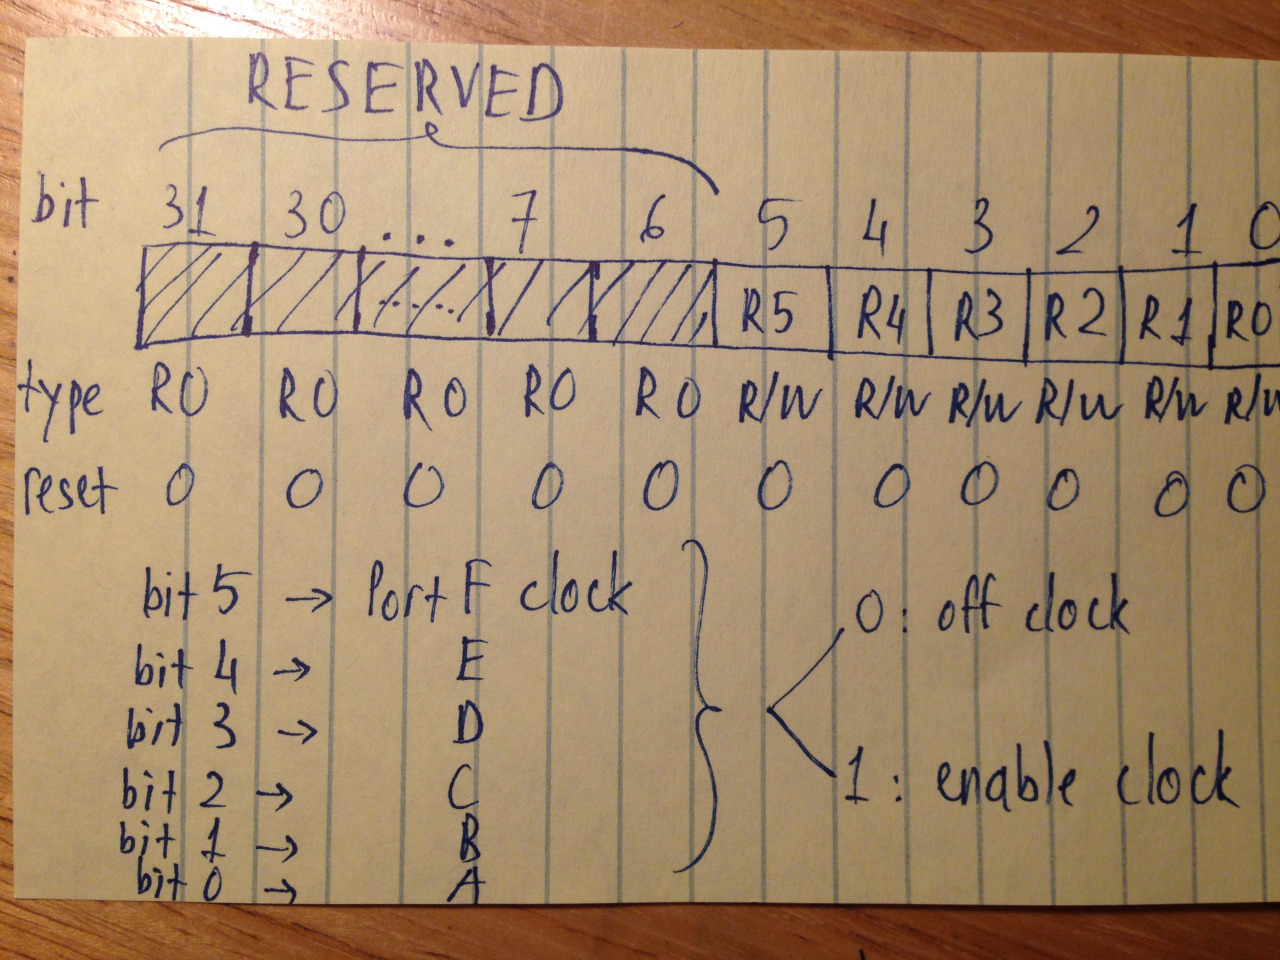 RESERVED
bit 31 30 ... 7 6 5 4 3 2 1 0
..... R5 R4 R3 R2 R1 R0
type RO RO RO RO RO R/W R/W R/W R/W R/W R/W
reset 0 0 0 0 0 0 0 0 0 0 0
bit 5 → Port F clock
bit 4 → E
bit 3 → D
bit 2 → C
bit 1 → B
bit 0 → A
0: off clock
1: enable clock